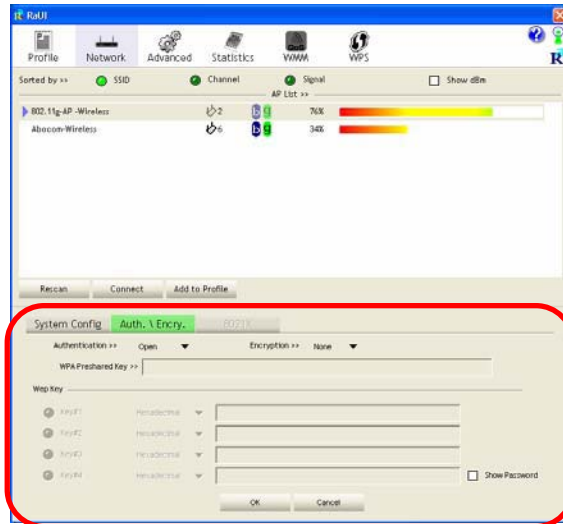 RaUI
Profile Network Advanced Statistics WMM WPS
Sorted by >> SSID Channel Signal Show dBm
AP List >>
802.11g-AP -Wireless 2 b g 76%
Abocom-Wireless 6 b g 34%
Rescan Connect Add to Profile
System Config Auth. \ Encry. 8021X
Authentication >> Open Encryption >> None
WPA Preshared Key >>
Wep Key
Key#1 Hexadecimal
Key#2 Hexadecimal
Key#3 Hexadecimal
Key#4 Hexadecimal Show Password
OK Cancel